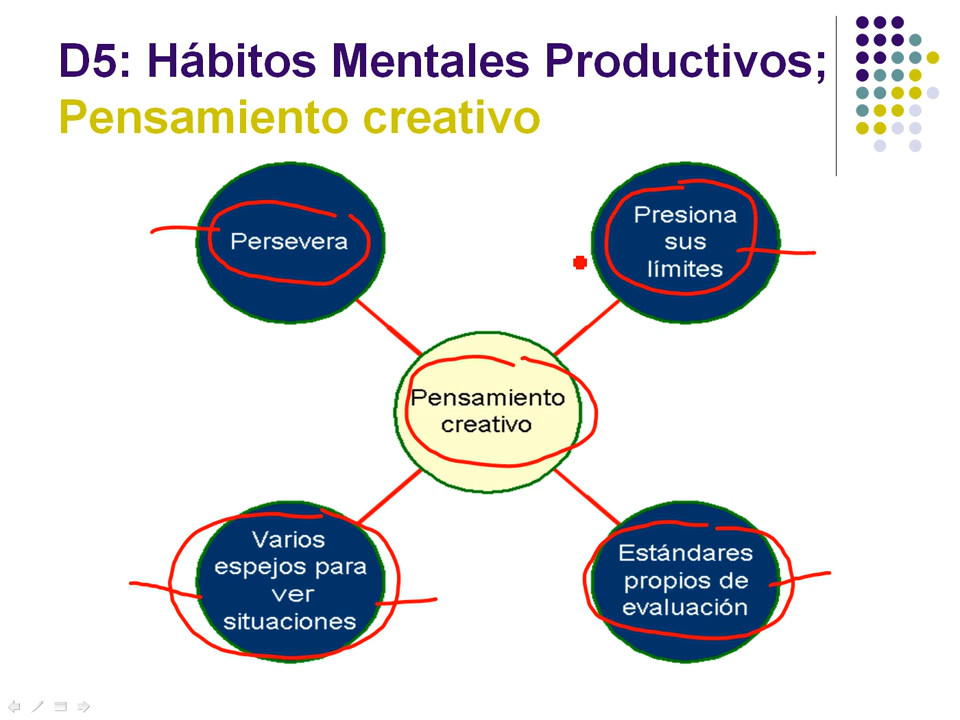 D5: Hábitos Mentales Productivos;
Pensamiento creativo
Persevera
Presiona
sus
límites
Pensamiento
creativo
Varios
espejos para
ver
situaciones
Estándares
propios de
evaluación